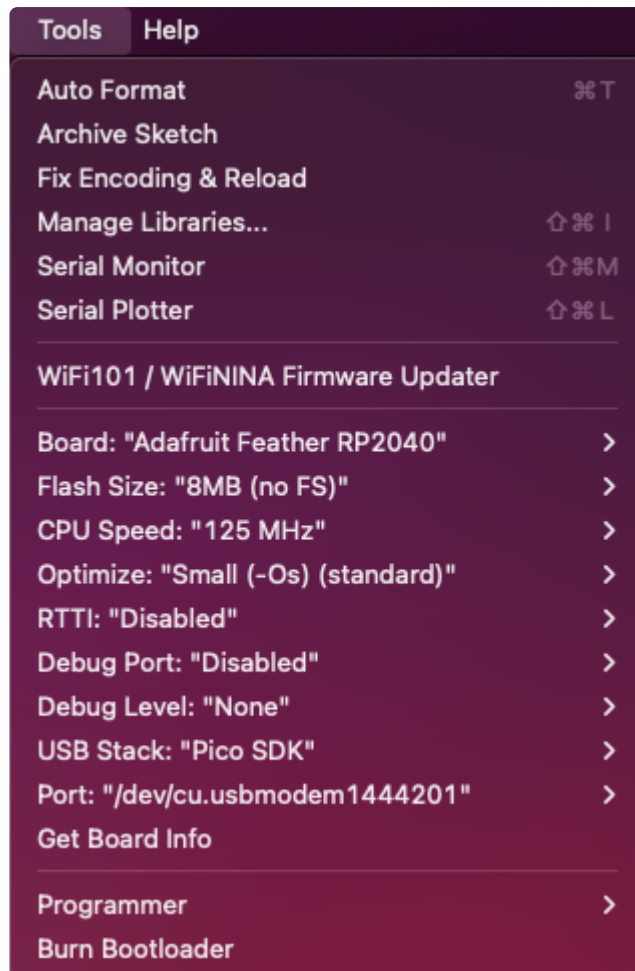 Tools Help
Auto Format ⌘T
Archive Sketch
Fix Encoding & Reload
Manage Libraries... ⇧⌘I
Serial Monitor ⇧⌘M
Serial Plotter ⇧⌘L
WiFi101 / WiFiNINA Firmware Updater
Board: "Adafruit Feather RP2040"
Flash Size: "8MB (no FS)"
CPU Speed: "125 MHz"
Optimize: "Small (-Os) (standard)"
RTTI: "Disabled"
Debug Port: "Disabled"
Debug Level: "None"
USB Stack: "Pico SDK"
Port: "/dev/cu.usbmodem1444201"
Get Board Info
Programmer
Burn Bootloader